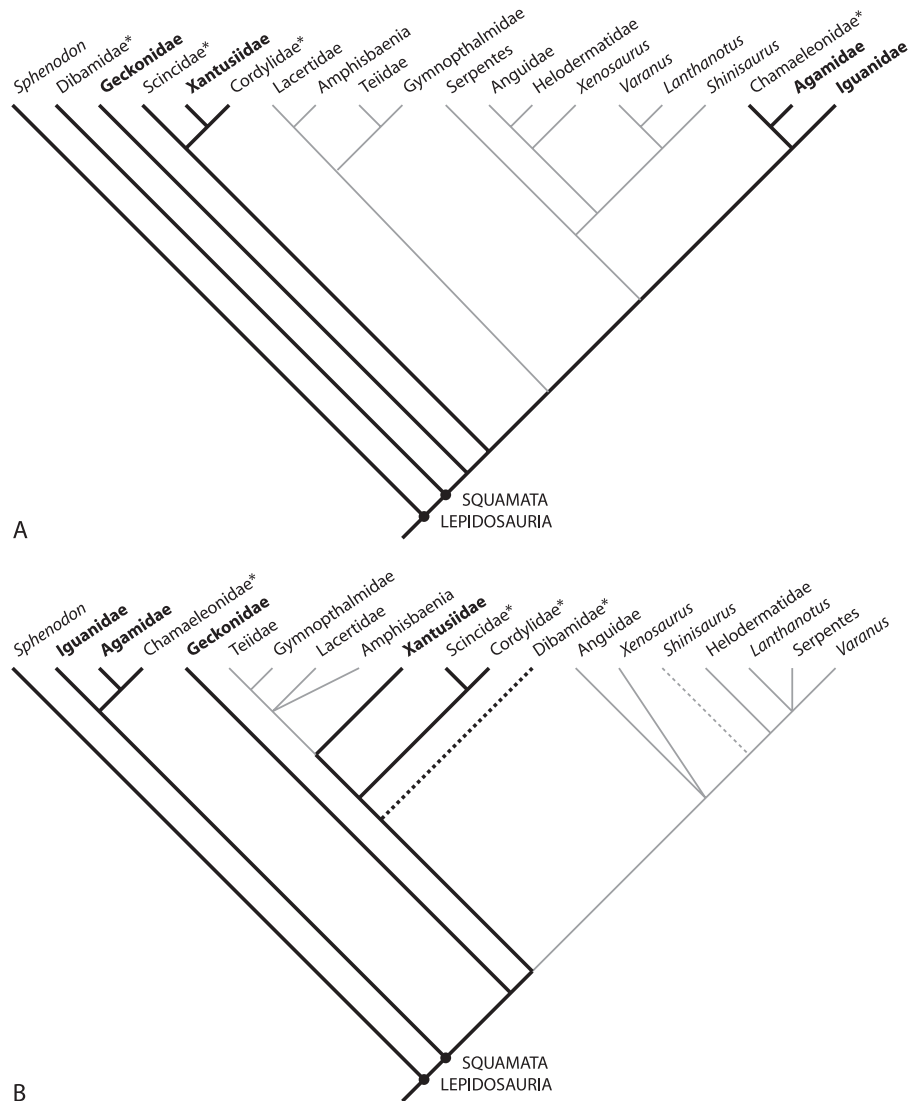 Sphenodon
Dibamidae*
Geckonidae
Scincidae*
Xantusiidae
Cordylidae*
Lacertidae
Amphisbaenia
Teiidae
Gymnopthalmidae
Serpentes
Anguidae
Helodermatidae
Xenosaurus
Varanus
Lanthanotus
Shinisaurus
Chamaeleonidae*
Agamidae
Iguanidae
SQUAMATA
LEPIDOSAURIA
A
Sphenodon
Iguanidae
Agamidae
Chamaeleonidae*
Geckonidae
Teiidae
Gymnopthalmidae
Lacertidae
Amphisbaenia
Xantusiidae
Scincidae*
Cordylidae*
Dibamidae*
Anguidae
Xenosaurus
Shinisaurus
Helodermatidae
Lanthanotus
Serpentes
Varanus
SQUAMATA
LEPIDOSAURIA
B